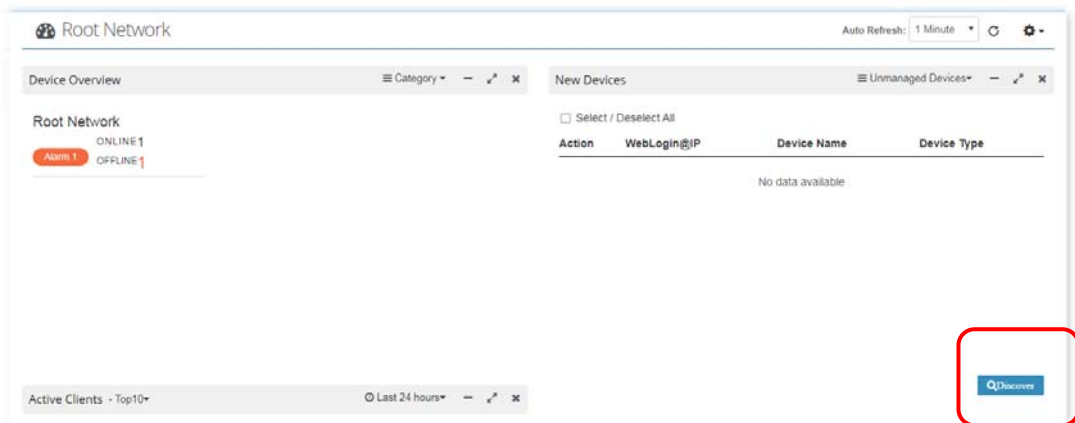 Root Network
Auto Refresh: 1 Minute
Device Overview
Category
New Devices
Unmanaged Devices
Root Network
ONLINE 1
Alarm 1
OFFLINE 1
Select / Deselect All
Action WebLogin@IP Device Name Device Type
No data available
Discover
Active Clients - Top10
Last 24 hours